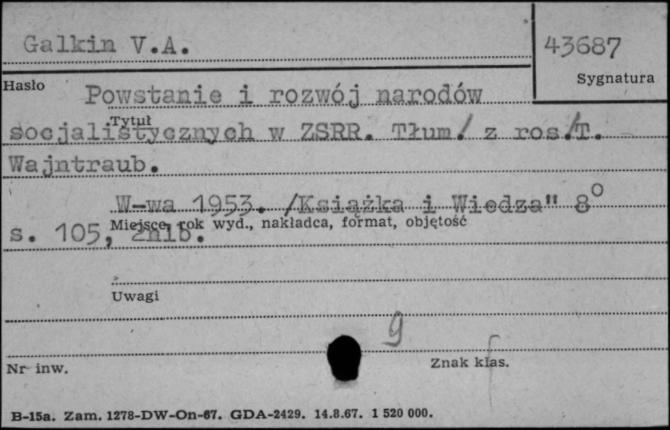 Galkin V.A.
43687
Hasło
Sygnatura
Powstanie i rozwój narodów
Tytuł
socjalistycznych w ZSRR. Tłum/ z ros/T.
Wajntraub.
W-wa 1953. /Książka i Wiedza" 8°
Miejsce, rok wyd., nakładca, format, objętość
s. 105, 2nlb.
Uwagi
9
Nr inw.
Znak klas.
B-15a. Zam. 1278-DW-On-67. GDA-2429. 14.8.67. 1 520 000.